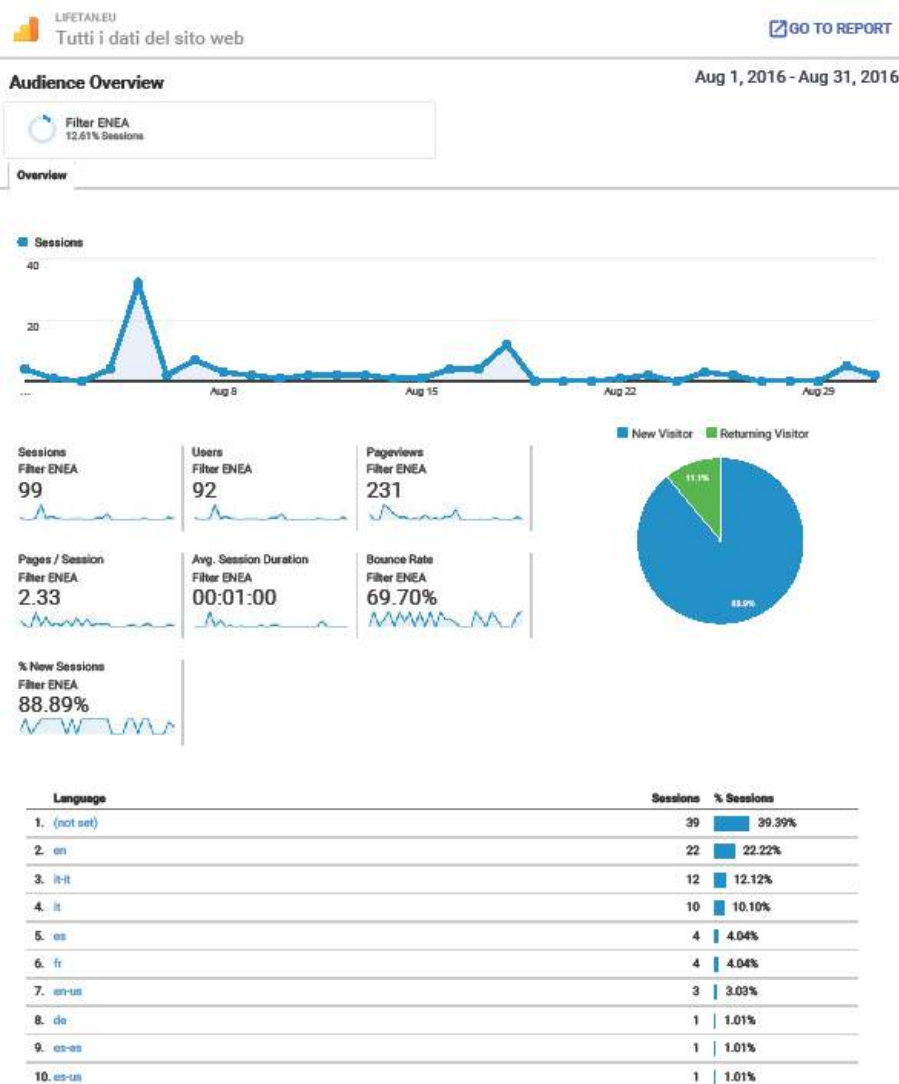 LIFETAN.EU
Tutti i dati del sito web
GO TO REPORT
Audience Overview
Aug 1, 2016 - Aug 31, 2016
Filter ENEA
12.61% Sessions
Overview
Sessions
40
20
...
Aug 8
Aug 15
Aug 22
Aug 29
New Visitor
Returning Visitor
11.1%
88.9%
Sessions
Filter ENEA
99
Users
Filter ENEA
92
Pageviews
Filter ENEA
231
Pages / Session
Filter ENEA
2.33
Avg. Session Duration
Filter ENEA
00:01:00
Bounce Rate
Filter ENEA
69.70%
% New Sessions
Filter ENEA
88.89%
Language Sessions % Sessions
1. (not set) 39 39.39%
2. en 22 22.22%
3. it-it 12 12.12%
4. it 10 10.10%
5. es 4 4.04%
6. fr 4 4.04%
7. en-us 3 3.03%
8. de 1 1.01%
9. es-es 1 1.01%
10. es-us 1 1.01%